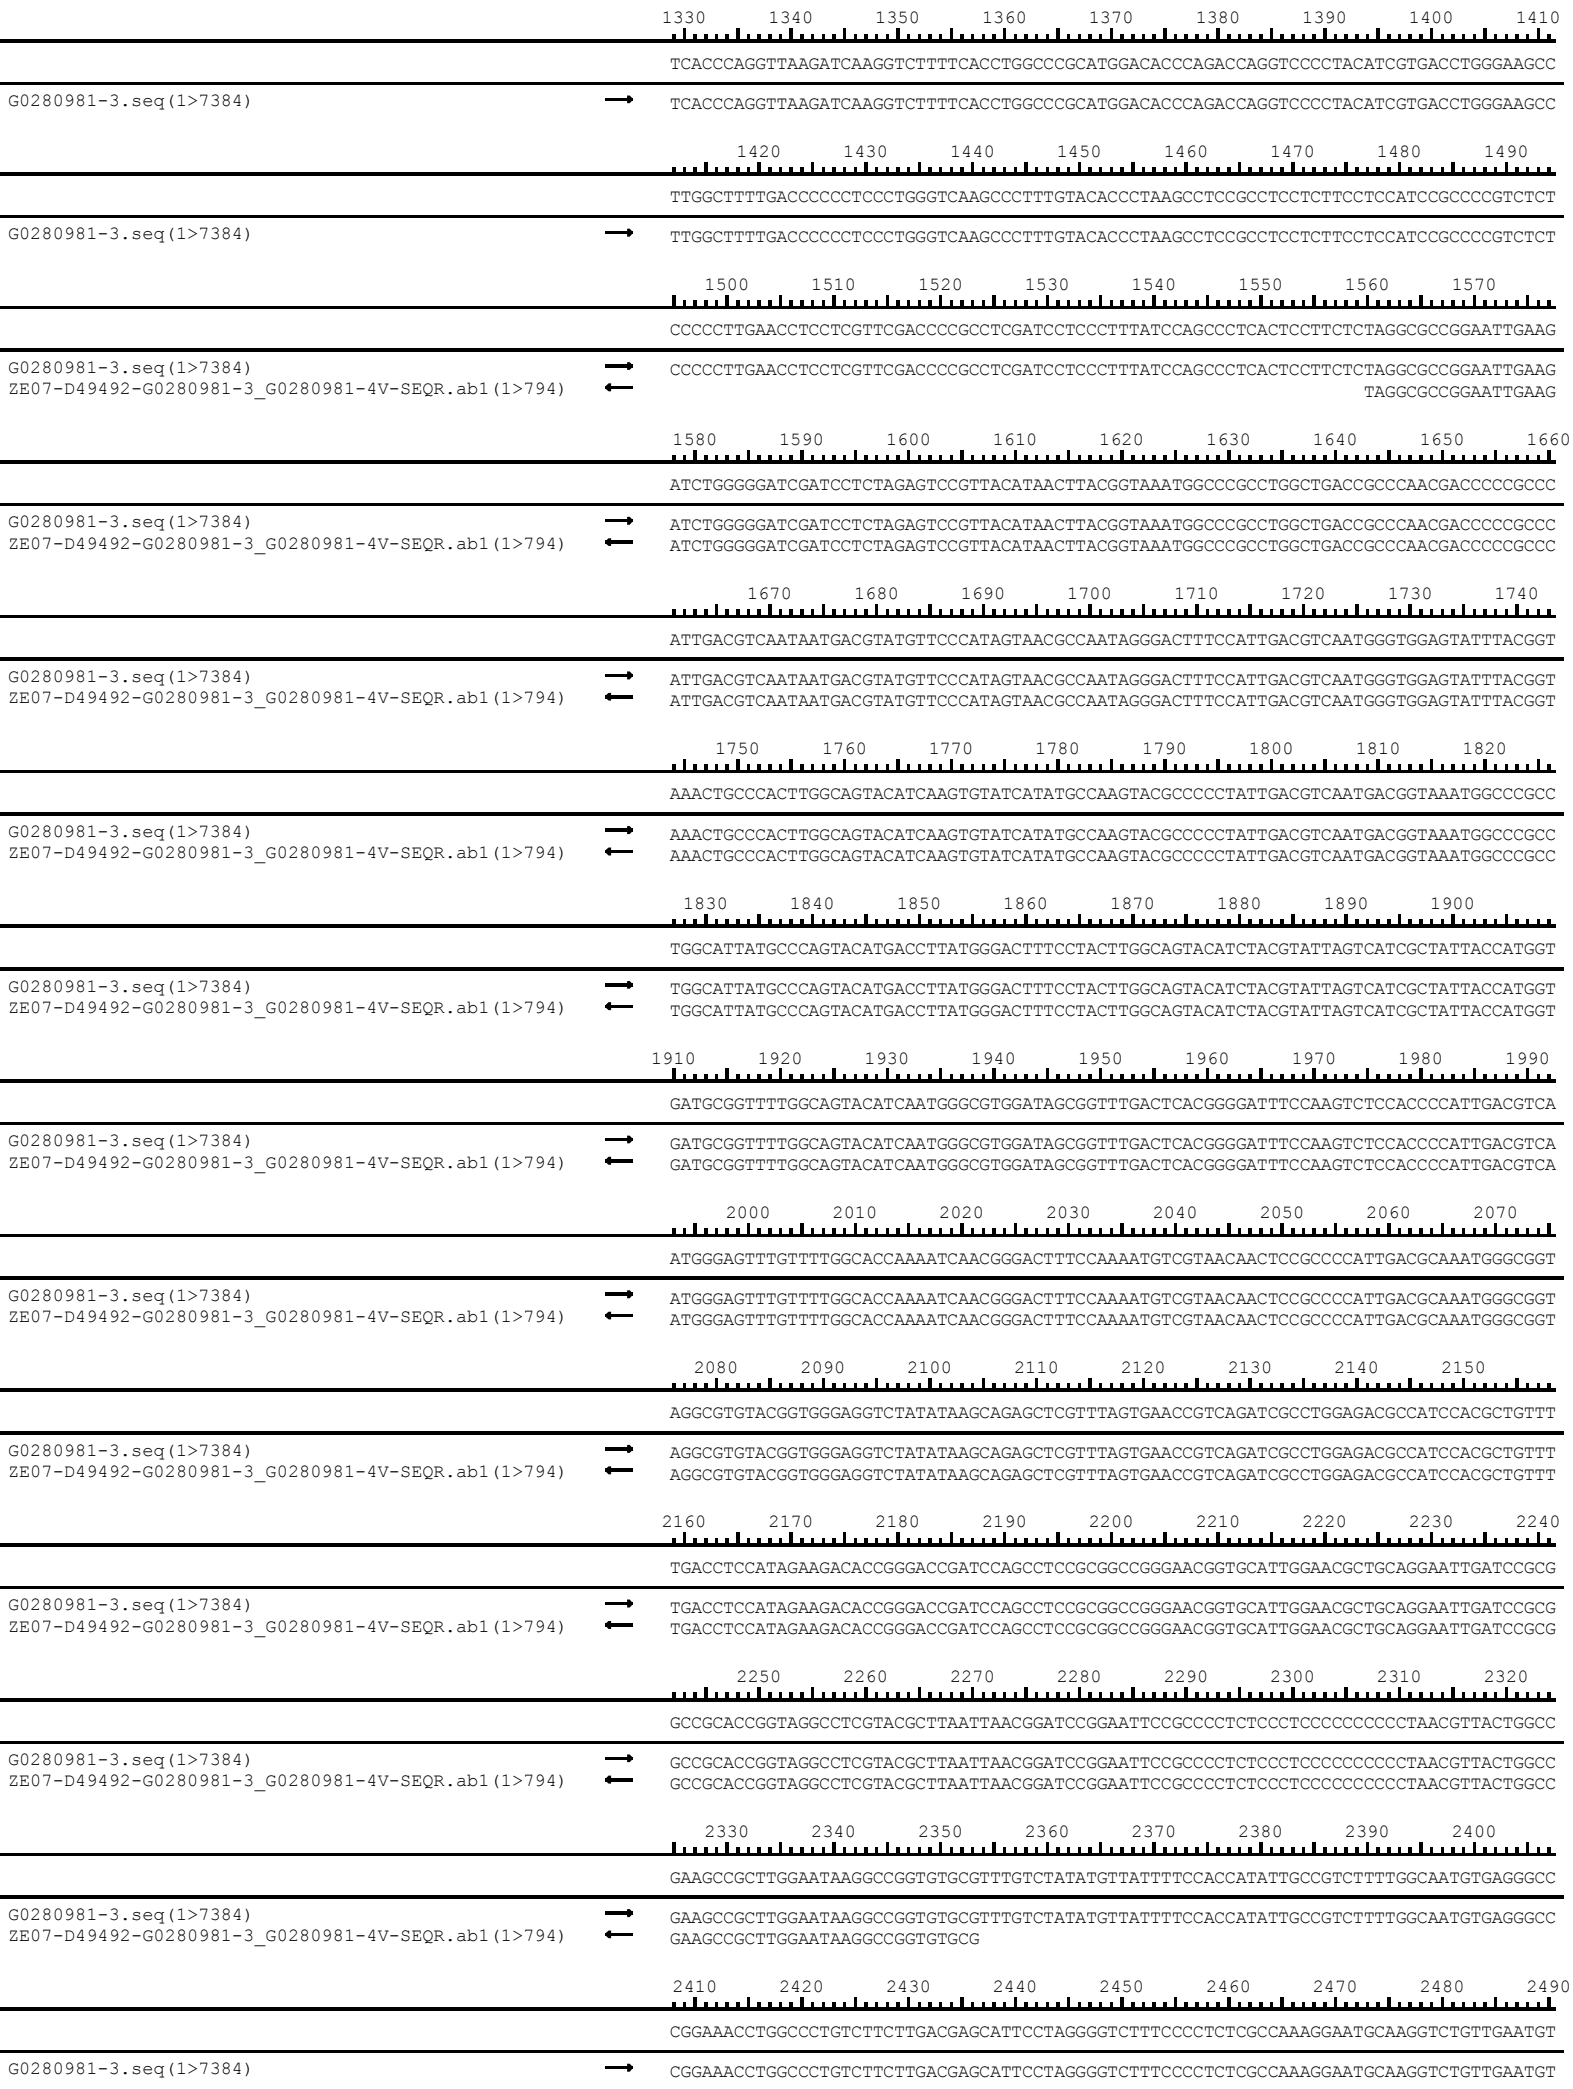 1330 1340 1350 1360 1370 1380 1390 1400 1410
TCACCCAGGTTAAGATCAAGGTCTTTTCACCTGGCCCGCATGGACACCCAGACCAGGTCCCCTACATCGTGACCTGGGAAGCC
G0280981-3.seq(1>7384) → TCACCCAGGTTAAGATCAAGGTCTTTTCACCTGGCCCGCATGGACACCCAGACCAGGTCCCCTACATCGTGACCTGGGAAGCC
1420 1430 1440 1450 1460 1470 1480 1490
TTGGCTTTTGACCCCCCTCCCTGGGTCAAGCCCTTTGTACACCCTAAGCCTCCGCCTCCTCTTCCTCCATCCGCCCCGTCTCT
G0280981-3.seq(1>7384) → TTGGCTTTTGACCCCCCTCCCTGGGTCAAGCCCTTTGTACACCCTAAGCCTCCGCCTCCTCTTCCTCCATCCGCCCCGTCTCT
1500 1510 1520 1530 1540 1550 1560 1570
CCCCCTTGAACCTCCTCGTTCGACCCCGCCTCGATCCTCCCTTTATCCAGCCCTCACTCCTTCTCTAGGCGCCGGAATTGAAG
G0280981-3.seq(1>7384) → CCCCCTTGAACCTCCTCGTTCGACCCCGCCTCGATCCTCCCTTTATCCAGCCCTCACTCCTTCTCTAGGCGCCGGAATTGAAG
ZE07-D49492-G0280981-3_G0280981-4V-SEQR.ab1(1>794) ← TAGGCGCCGGAATTGAAG
1580 1590 1600 1610 1620 1630 1640 1650 1660
ATCTGGGGGATCGATCCTCTAGAGTCCGTTACATAACTTACGGTAAATGGCCCGCCTGGCTGACCGCCCAACGACCCCCGCCC
G0280981-3.seq(1>7384) → ATCTGGGGGATCGATCCTCTAGAGTCCGTTACATAACTTACGGTAAATGGCCCGCCTGGCTGACCGCCCAACGACCCCCGCCC
ZE07-D49492-G0280981-3_G0280981-4V-SEQR.ab1(1>794) ← ATCTGGGGGATCGATCCTCTAGAGTCCGTTACATAACTTACGGTAAATGGCCCGCCTGGCTGACCGCCCAACGACCCCCGCCC
1670 1680 1690 1700 1710 1720 1730 1740
ATTGACGTCAATAATGACGTATGTTCCCATAGTAACGCCAATAGGGACTTTCCATTGACGTCAATGGGTGGAGTATTTACGGT
G0280981-3.seq(1>7384) → ATTGACGTCAATAATGACGTATGTTCCCATAGTAACGCCAATAGGGACTTTCCATTGACGTCAATGGGTGGAGTATTTACGGT
ZE07-D49492-G0280981-3_G0280981-4V-SEQR.ab1(1>794) ← ATTGACGTCAATAATGACGTATGTTCCCATAGTAACGCCAATAGGGACTTTCCATTGACGTCAATGGGTGGAGTATTTACGGT
1750 1760 1770 1780 1790 1800 1810 1820
AAACTGCCCACTTGGCAGTACATCAAGTGTATCATATGCCAAGTACGCCCCCTATTGACGTCAATGACGGTAAATGGCCCGCC
G0280981-3.seq(1>7384) → AAACTGCCCACTTGGCAGTACATCAAGTGTATCATATGCCAAGTACGCCCCCTATTGACGTCAATGACGGTAAATGGCCCGCC
ZE07-D49492-G0280981-3_G0280981-4V-SEQR.ab1(1>794) ← AAACTGCCCACTTGGCAGTACATCAAGTGTATCATATGCCAAGTACGCCCCCTATTGACGTCAATGACGGTAAATGGCCCGCC
1830 1840 1850 1860 1870 1880 1890 1900
TGGCATTATGCCCAGTACATGACCTTATGGGACTTTCCTACTTGGCAGTACATCTACGTATTAGTCATCGCTATTACCATGGT
G0280981-3.seq(1>7384) → TGGCATTATGCCCAGTACATGACCTTATGGGACTTTCCTACTTGGCAGTACATCTACGTATTAGTCATCGCTATTACCATGGT
ZE07-D49492-G0280981-3_G0280981-4V-SEQR.ab1(1>794) ← TGGCATTATGCCCAGTACATGACCTTATGGGACTTTCCTACTTGGCAGTACATCTACGTATTAGTCATCGCTATTACCATGGT
1910 1920 1930 1940 1950 1960 1970 1980 1990
GATGCGGTTTTGGCAGTACATCAATGGGCGTGGATAGCGGTTTGACTCACGGGGATTTCCAAGTCTCCACCCCATTGACGTCA
G0280981-3.seq(1>7384) → GATGCGGTTTTGGCAGTACATCAATGGGCGTGGATAGCGGTTTGACTCACGGGGATTTCCAAGTCTCCACCCCATTGACGTCA
ZE07-D49492-G0280981-3_G0280981-4V-SEQR.ab1(1>794) ← GATGCGGTTTTGGCAGTACATCAATGGGCGTGGATAGCGGTTTGACTCACGGGGATTTCCAAGTCTCCACCCCATTGACGTCA
2000 2010 2020 2030 2040 2050 2060 2070
ATGGGAGTTTGTTTTGGCACCAAAATCAACGGGACTTTCCAAAATGTCGTAACAACTCCGCCCCATTGACGCAAATGGGCGGT
G0280981-3.seq(1>7384) → ATGGGAGTTTGTTTTGGCACCAAAATCAACGGGACTTTCCAAAATGTCGTAACAACTCCGCCCCATTGACGCAAATGGGCGGT
ZE07-D49492-G0280981-3_G0280981-4V-SEQR.ab1(1>794) ← ATGGGAGTTTGTTTTGGCACCAAAATCAACGGGACTTTCCAAAATGTCGTAACAACTCCGCCCCATTGACGCAAATGGGCGGT
2080 2090 2100 2110 2120 2130 2140 2150
AGGCGTGTACGGTGGGAGGTCTATATAAGCAGAGCTCGTTTAGTGAACCGTCAGATCGCCTGGAGACGCCATCCACGCTGTTT
G0280981-3.seq(1>7384) → AGGCGTGTACGGTGGGAGGTCTATATAAGCAGAGCTCGTTTAGTGAACCGTCAGATCGCCTGGAGACGCCATCCACGCTGTTT
ZE07-D49492-G0280981-3_G0280981-4V-SEQR.ab1(1>794) ← AGGCGTGTACGGTGGGAGGTCTATATAAGCAGAGCTCGTTTAGTGAACCGTCAGATCGCCTGGAGACGCCATCCACGCTGTTT
2160 2170 2180 2190 2200 2210 2220 2230 2240
TGACCTCCATAGAAGACACCGGGACCGATCCAGCCTCCGCGGCCGGGAACGGTGCATTGGAACGCTGCAGGAATTGATCCGCG
G0280981-3.seq(1>7384) → TGACCTCCATAGAAGACACCGGGACCGATCCAGCCTCCGCGGCCGGGAACGGTGCATTGGAACGCTGCAGGAATTGATCCGCG
ZE07-D49492-G0280981-3_G0280981-4V-SEQR.ab1(1>794) ← TGACCTCCATAGAAGACACCGGGACCGATCCAGCCTCCGCGGCCGGGAACGGTGCATTGGAACGCTGCAGGAATTGATCCGCG
2250 2260 2270 2280 2290 2300 2310 2320
GCCGCACCGGTAGGCCTCGTACGCTTAATTAACGGATCCGGAATTCCGCCCCTCTCCCTCCCCCCCCCCTAACGTTACTGGCC
G0280981-3.seq(1>7384) → GCCGCACCGGTAGGCCTCGTACGCTTAATTAACGGATCCGGAATTCCGCCCCTCTCCCTCCCCCCCCCCTAACGTTACTGGCC
ZE07-D49492-G0280981-3_G0280981-4V-SEQR.ab1(1>794) ← GCCGCACCGGTAGGCCTCGTACGCTTAATTAACGGATCCGGAATTCCGCCCCTCTCCCTCCCCCCCCCCTAACGTTACTGGCC
2330 2340 2350 2360 2370 2380 2390 2400
GAAGCCGCTTGGAATAAGGCCGGTGTGCGTTTGTCTATATGTTATTTTCCACCATATTGCCGTCTTTTGGCAATGTGAGGGCC
G0280981-3.seq(1>7384) → GAAGCCGCTTGGAATAAGGCCGGTGTGCGTTTGTCTATATGTTATTTTCCACCATATTGCCGTCTTTTGGCAATGTGAGGGCC
ZE07-D49492-G0280981-3_G0280981-4V-SEQR.ab1(1>794) ← GAAGCCGCTTGGAATAAGGCCGGTGTGCG
2410 2420 2430 2440 2450 2460 2470 2480 2490
CGGAAACCTGGCCCTGTCTTCTTGACGAGCATTCCTAGGGGTCTTTCCCCTCTCGCCAAAGGAATGCAAGGTCTGTTGAATGT
G0280981-3.seq(1>7384) → CGGAAACCTGGCCCTGTCTTCTTGACGAGCATTCCTAGGGGTCTTTCCCCTCTCGCCAAAGGAATGCAAGGTCTGTTGAATGT